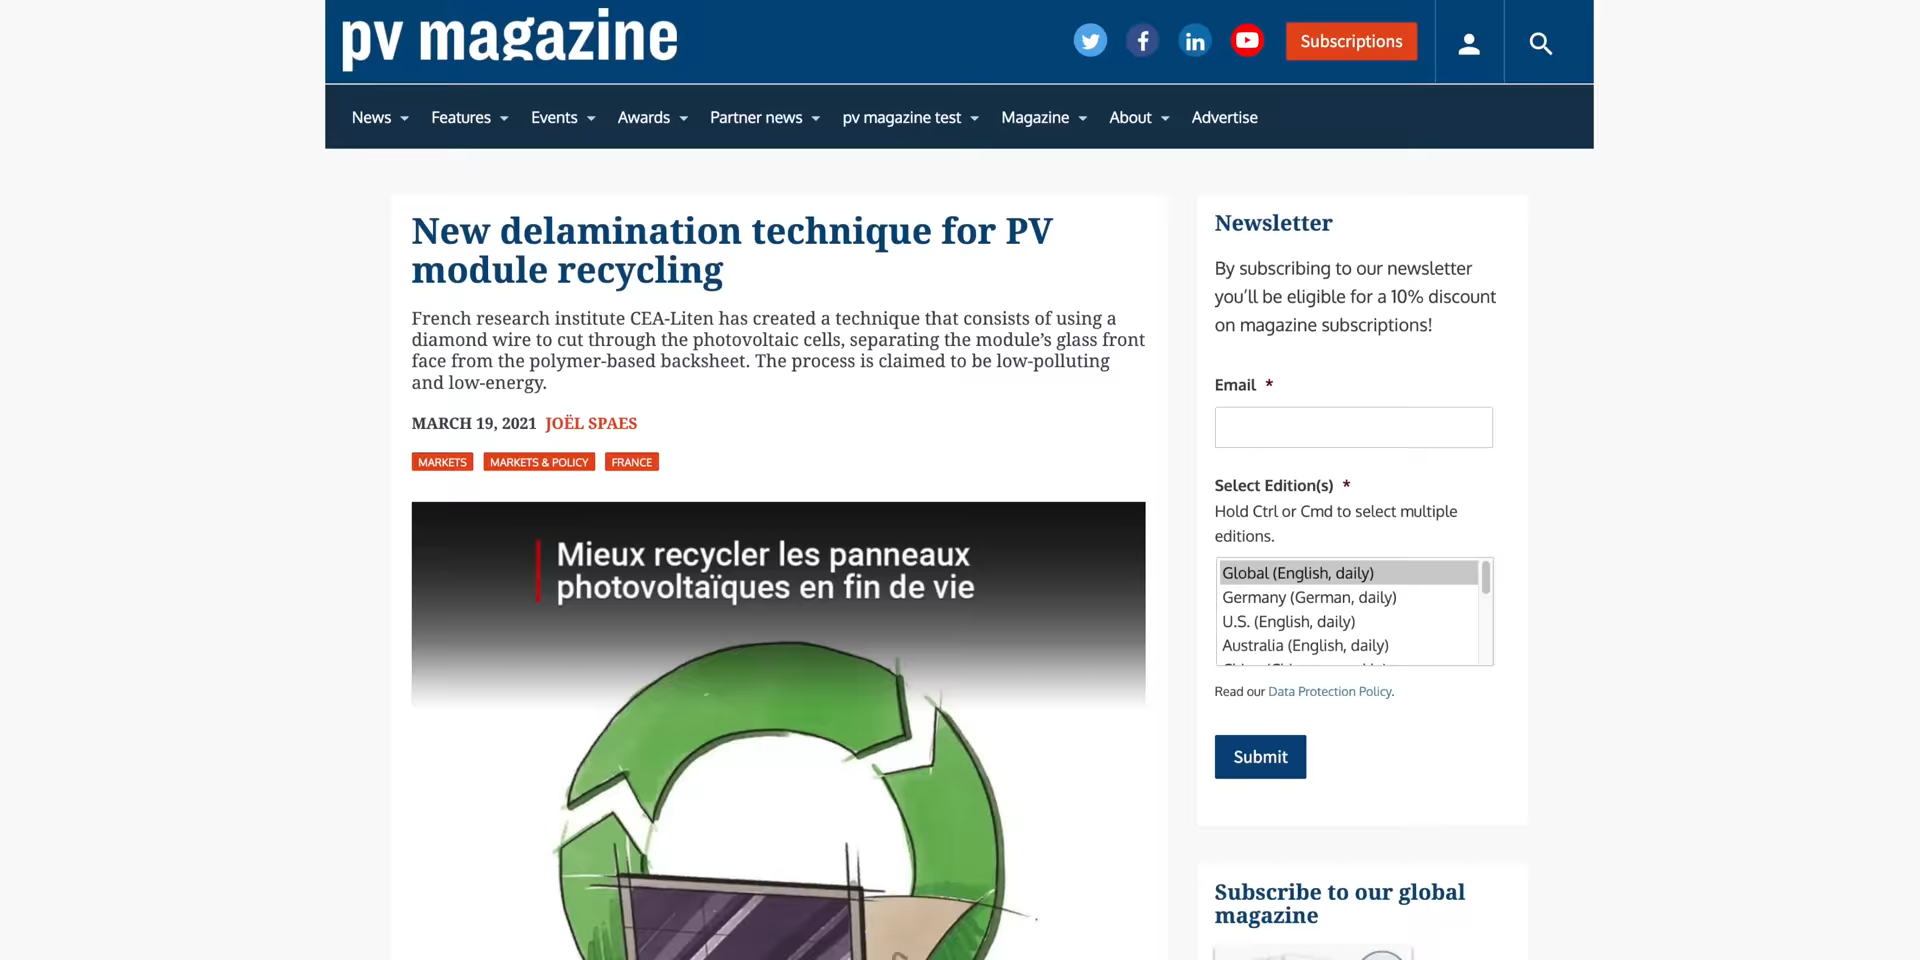 pv magazine
Subscriptions
News
Features
Events
Awards
Partner news
pv magazine test
Magazine
About
Advertise
New delamination technique for PV
module recycling
French research institute CEA-Liten has created a technique that consists of using a
diamond wire to cut through the photovoltaic cells, separating the module’s glass front
face from the polymer-based backsheet. The process is claimed to be low-polluting
and low-energy.
MARCH 19, 2021 JOËL SPAES
MARKETS
MARKETS & POLICY
FRANCE
Mieux recycler les panneaux
photovoltaïques en fin de vie
Newsletter
By subscribing to our newsletter
you’ll be eligible for a 10% discount
on magazine subscriptions!
Email *
Select Edition(s) *
Hold Ctrl or Cmd to select multiple
editions.
Global (English, daily)
Germany (German, daily)
U.S. (English, daily)
Australia (English, daily)
Read our Data Protection Policy.
Submit
Subscribe to our global
magazine